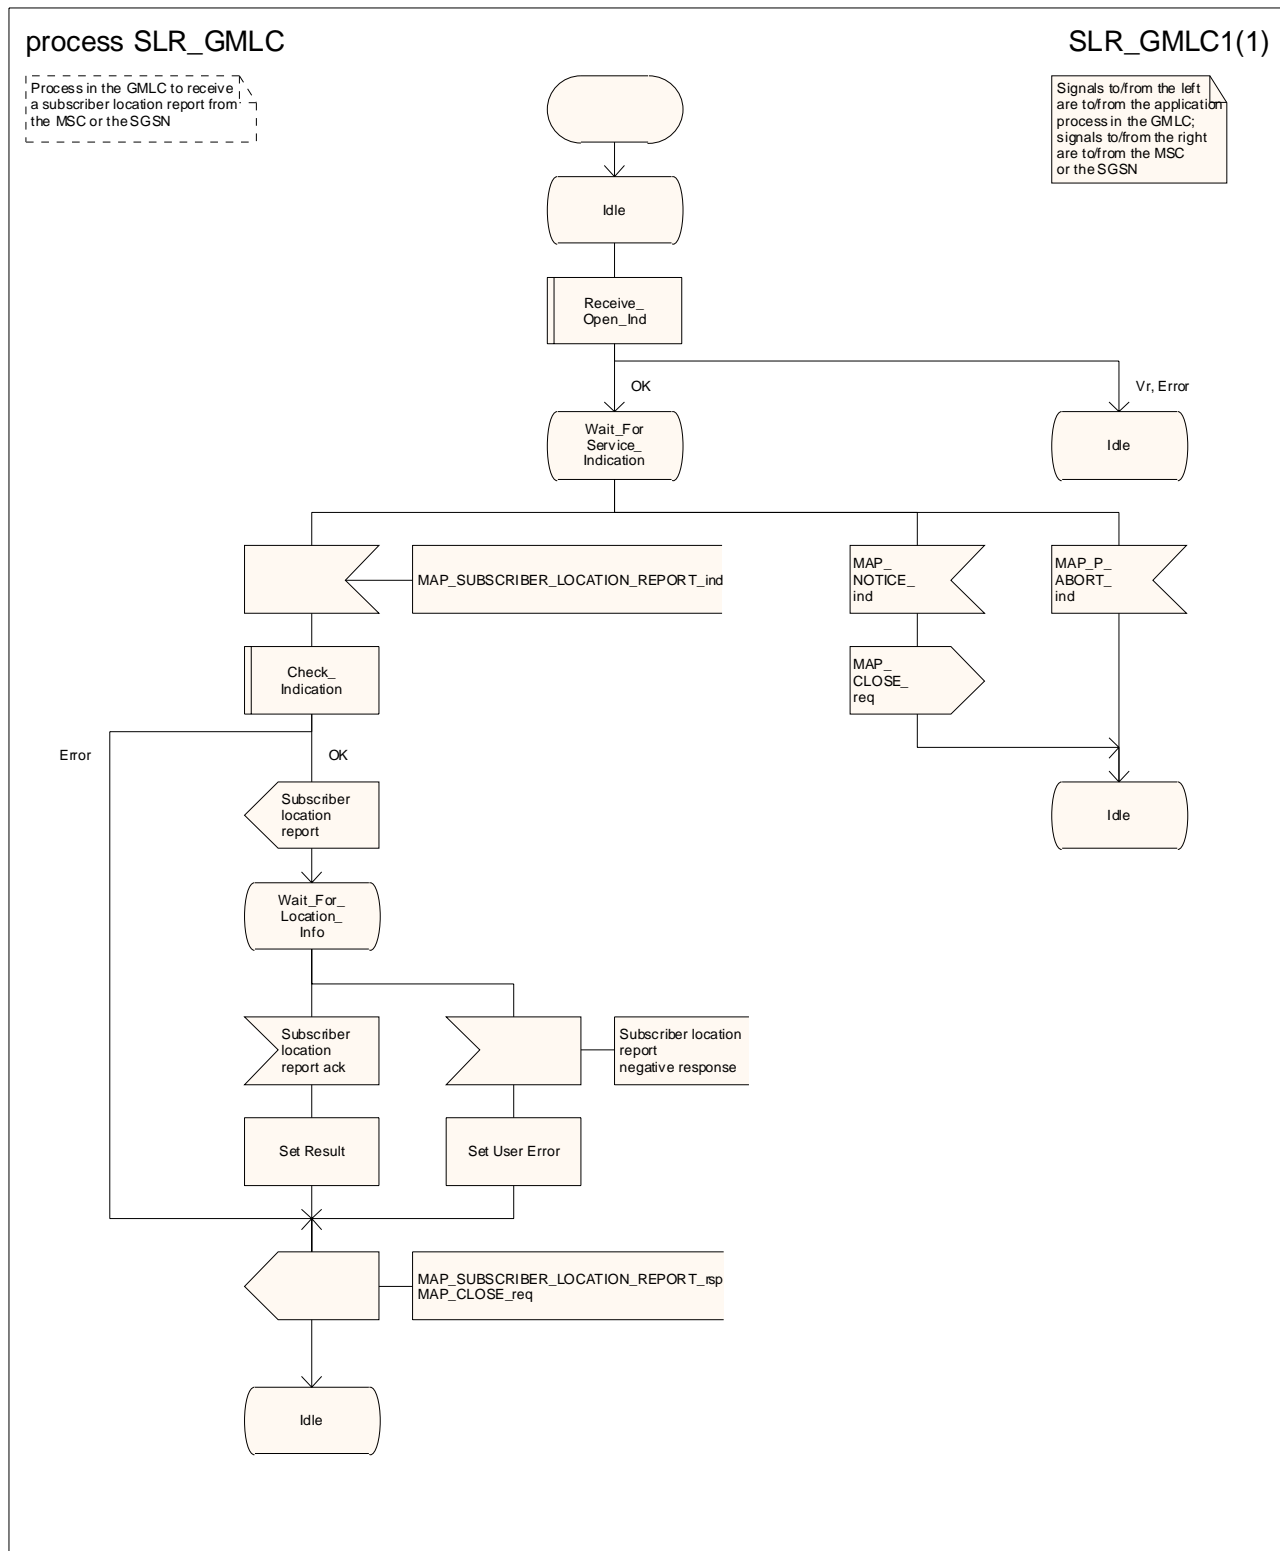 process SLR_GMLC
SLR_GMLC1(1)
Process in the GMLC to receive
a subscriber location report from
the MSC or the SGSN
Signals to/from the left
are to/from the application
process in the GMLC;
signals to/from the right
are to/from the MSC
or the SGSN
Idle
Receive_
Open_Ind
OK
Vr, Error
Wait_For
Service_
Indication
Idle
MAP_SUBSCRIBER_LOCATION_REPORT_ind
MAP_
NOTICE_
ind
MAP_P_
ABORT_
ind
Check_
Indication
MAP_
CLOSE_
req
Error
OK
Subscriber
location
report
Idle
Wait_For_
Location_
Info
Subscriber
location
report ack
Subscriber location
report
negative response
Set Result
Set User Error
MAP_SUBSCRIBER_LOCATION_REPORT_rsp
MAP_CLOSE_req
Idle